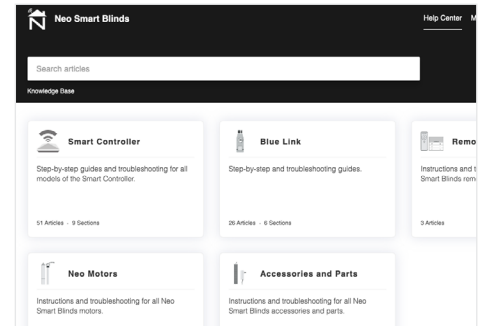 Neo Smart Blinds
Help Center M
Search articles
Knowledge Base
Smart Controller
Step-by-step guides and troubleshooting for all
models of the Smart Controller.
51 Articles - 9 Sections
Blue Link
Step-by-step and troubleshooting guides.
26 Articles - 6 Sections
Remo
Instructions and t
Smart Blinds rem
3 Articles
Neo Motors
Instructions and troubleshooting for all Neo
Smart Blinds motors.
Accessories and Parts
Instructions and troubleshooting for all Neo
Smart Blinds accessories and parts.